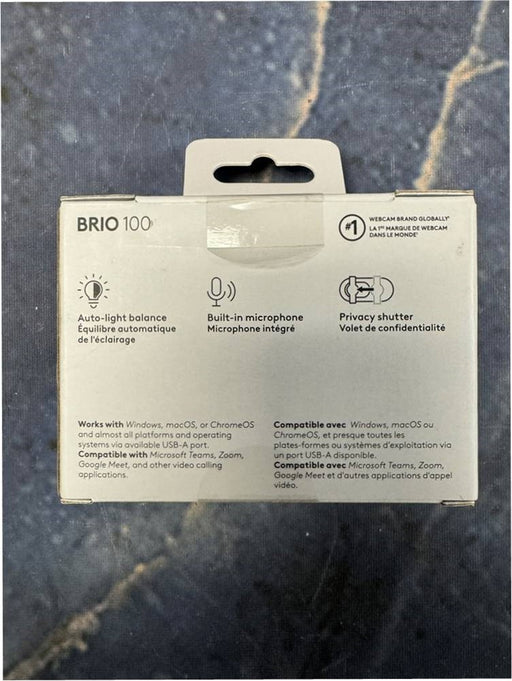 BRIO 100
#1
WEBCAM BRAND GLOBALLY*
LA 1re MARQUE DE WEBCAM
DANS LE MONDE*
Auto-light balance
Équilibre automatique
de l'éclairage
Built-in microphone
Microphone intégré
Privacy shutter
Volet de confidentialité
Works with Windows, macOS, or ChromeOS
and almost all platforms and operating
systems via available USB-A port.
Compatible with Microsoft Teams, Zoom,
Google Meet, and other video calling
applications.
Compatible avec Windows, macOS ou
ChromeOS, et presque toutes les
plates-formes ou systèmes d'exploitation via
un port USB-A disponible.
Compatible avec Microsoft Teams, Zoom,
Google Meet et d'autres applications d'appel
vidéo.